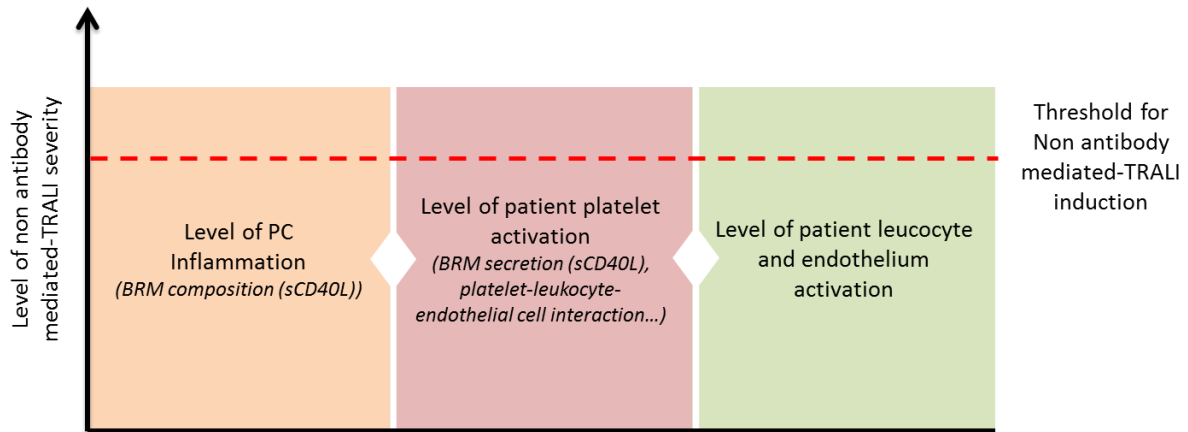 Level of non antibody
mediated-TRALI severity
Level of PC
Inflammation
(BRM composition (sCD40L))
Level of patient platelet
activation
(BRM secretion (sCD40L),
platelet-leukocyte-
endothelial cell interaction...)
Level of patient leucocyte
and endothelium
activation
Threshold for
Non antibody
mediated-TRALI
induction